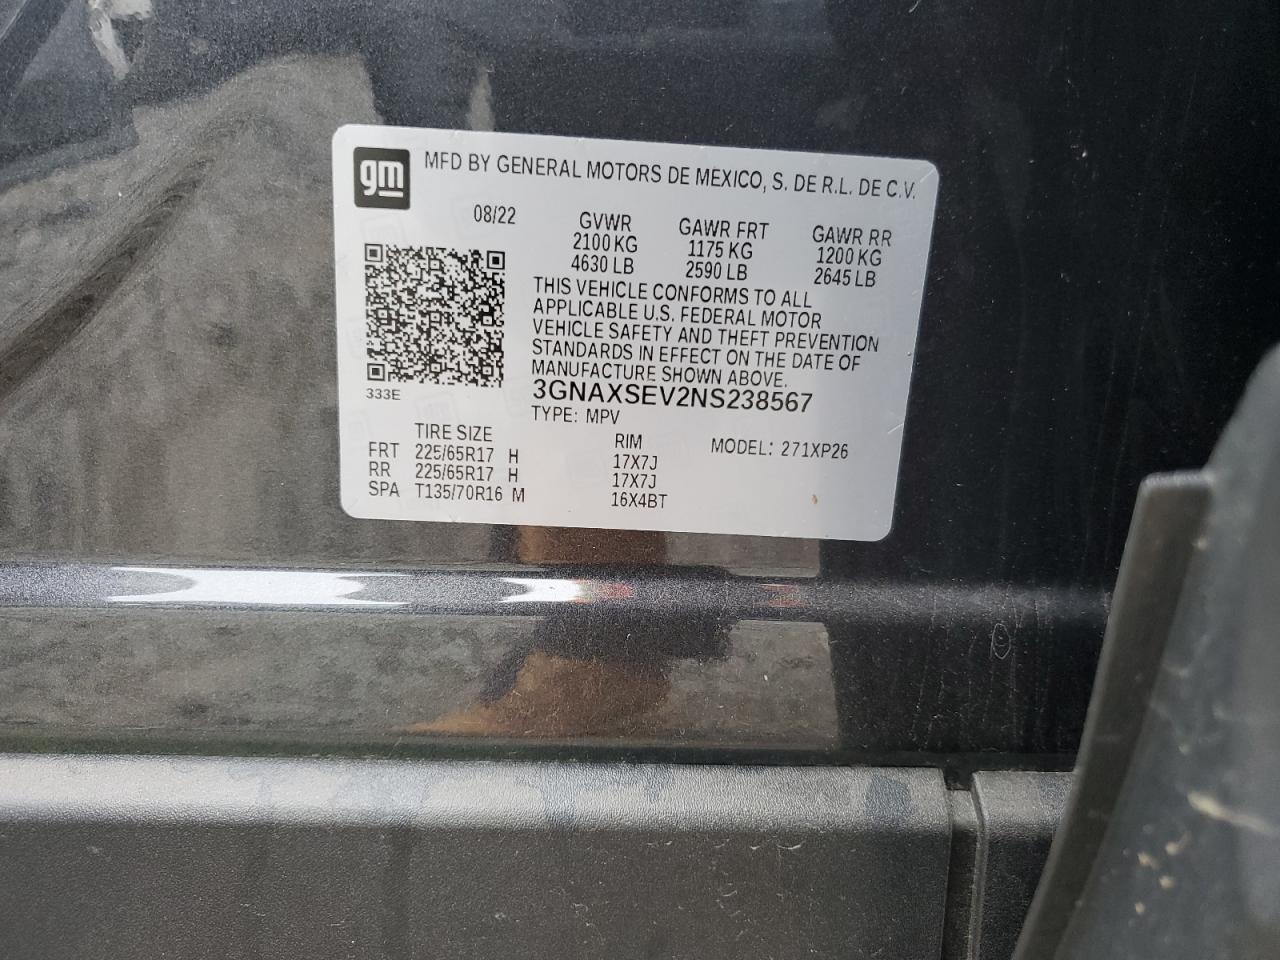 gm
MFD BY GENERAL MOTORS DE MEXICO, S. DE R.L. DE C.V.
08/22 GVWR GAWR FRT GAWR RR
2100 KG 1175 KG 1200 KG
4630 LB 2590 LB 2645 LB
THIS VEHICLE CONFORMS TO ALL
APPLICABLE U.S. FEDERAL MOTOR
VEHICLE SAFETY AND THEFT PREVENTION
STANDARDS IN EFFECT ON THE DATE OF
MANUFACTURE SHOWN ABOVE.
333E
3GNAXSEV2NS238567
TYPE: MPV
TIRE SIZE RIM MODEL: 271XP26
FRT 225/65R17 H 17X7J
RR 225/65R17 H 17X7J
SPA T135/70R16 M 16X4BT